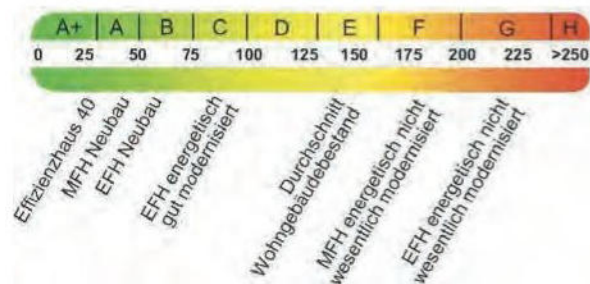 A+ A B C D E F G H
0 25 50 75 100 125 150 175 200 225 >250
Effizienzhaus 40
MFH Neubau
EFH Neubau
EFH energetisch
gut modernisiert
Durchschnitt
Wohngebäudebestand
MFH energetisch nicht
wesentlich modernisiert
EFH energetisch nicht
wesentlich modernisiert